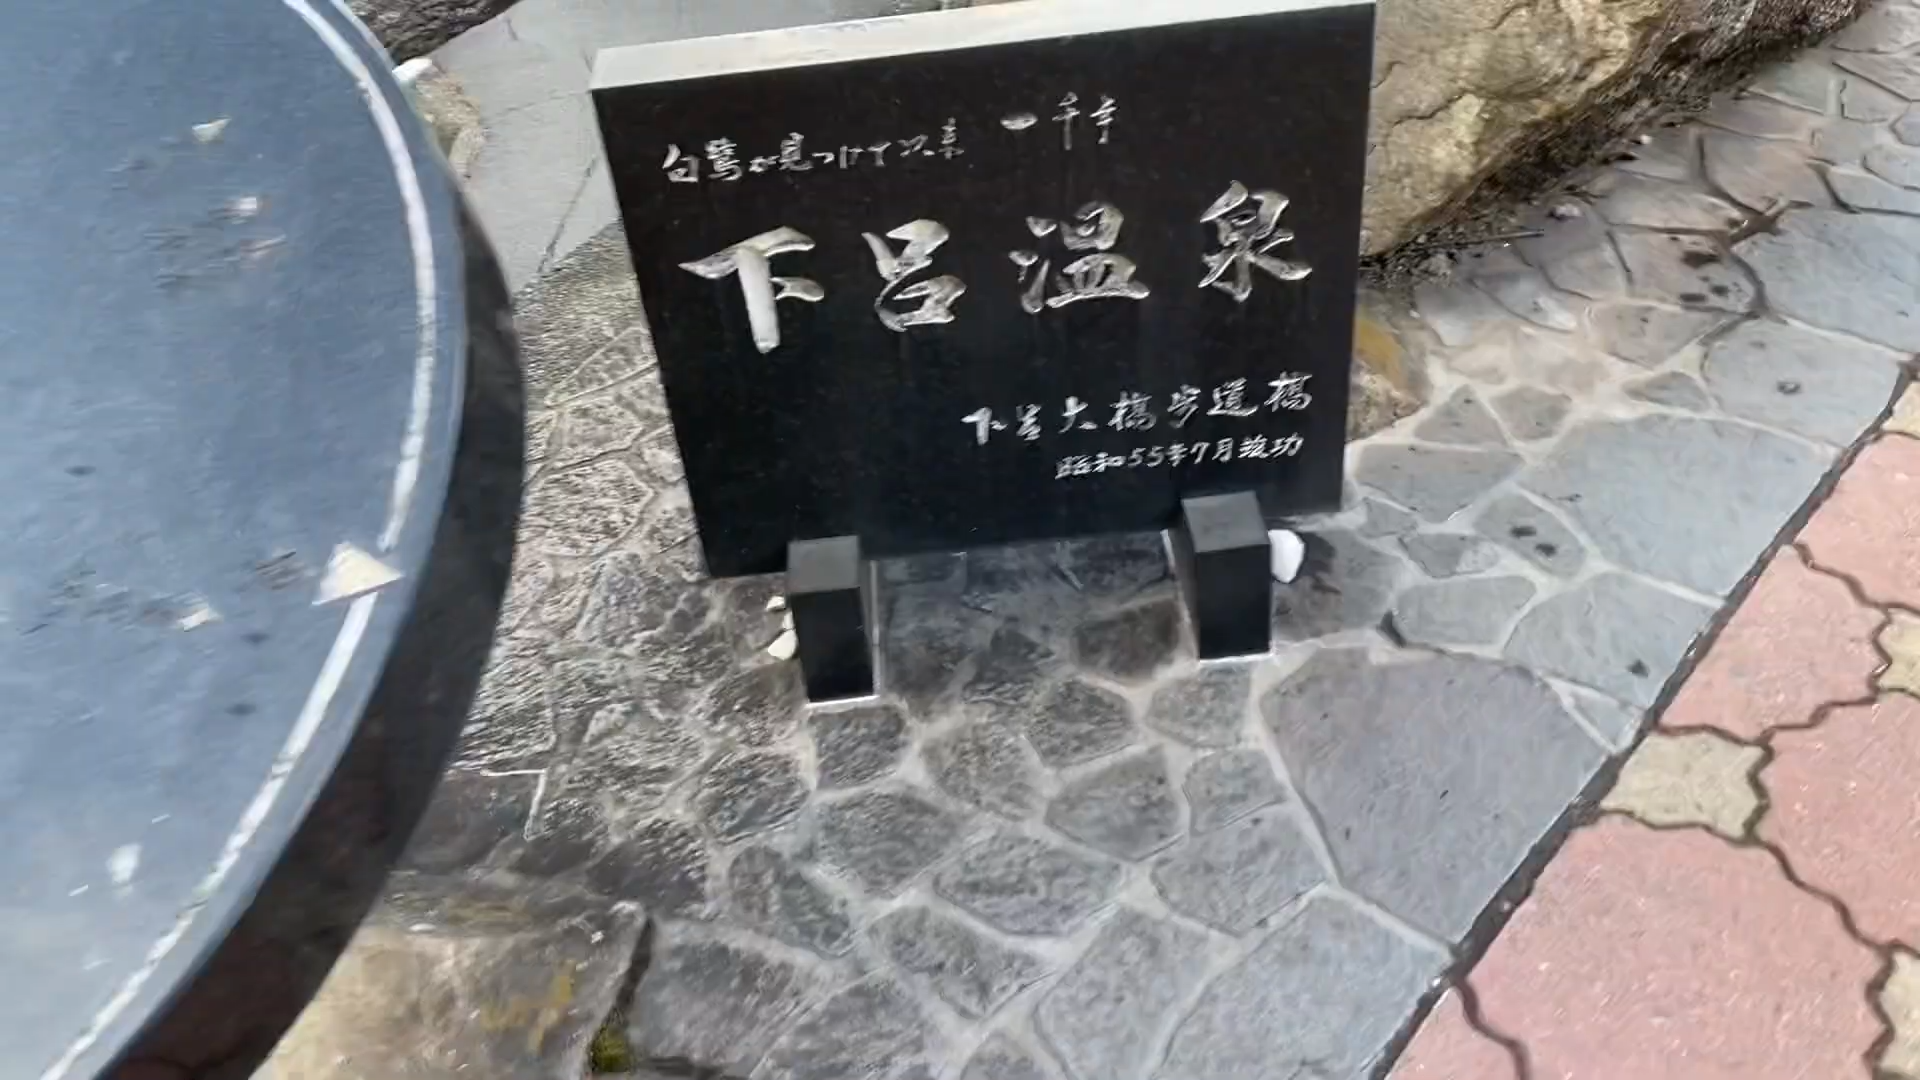 白鷺が見つけて以来 一千年
下呂温泉
下呂大橋歩道橋
昭和55年7月竣功